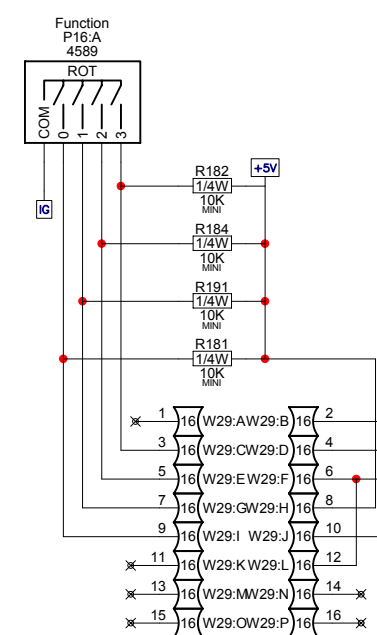 Function
P16:A
4589
ROT
COM 0 1 2 3
R182
+5V
1/4W
10K
MINI
IG
R184
1/4W
10K
MINI
R191
1/4W
10K
MINI
R181
1/4W
10K
MINI
1 16 W29:A W29:B 16 2
3 16 W29:C W29:D 16 4
5 16 W29:E W29:F 16 6
7 16 W29:G W29:H 16 8
9 16 W29:I W29:J 16 10
11 16 W29:K W29:L 16 12
13 16 W29:M W29:N 16 14
15 16 W29:O W29:P 16 16